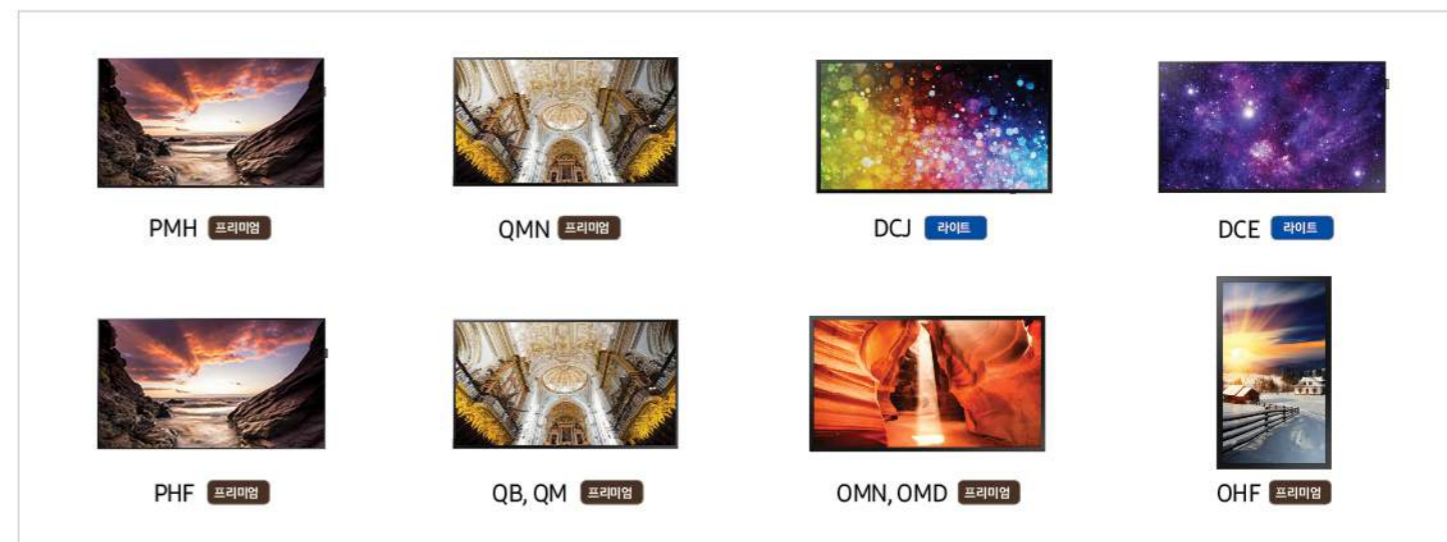 PMH 프리미엄
QMN 프리미엄
DCJ 라이트
DCE 라이트
PHF 프리미엄
QB, QM 프리미엄
OMN, OMD 프리미엄
OHF 프리미엄